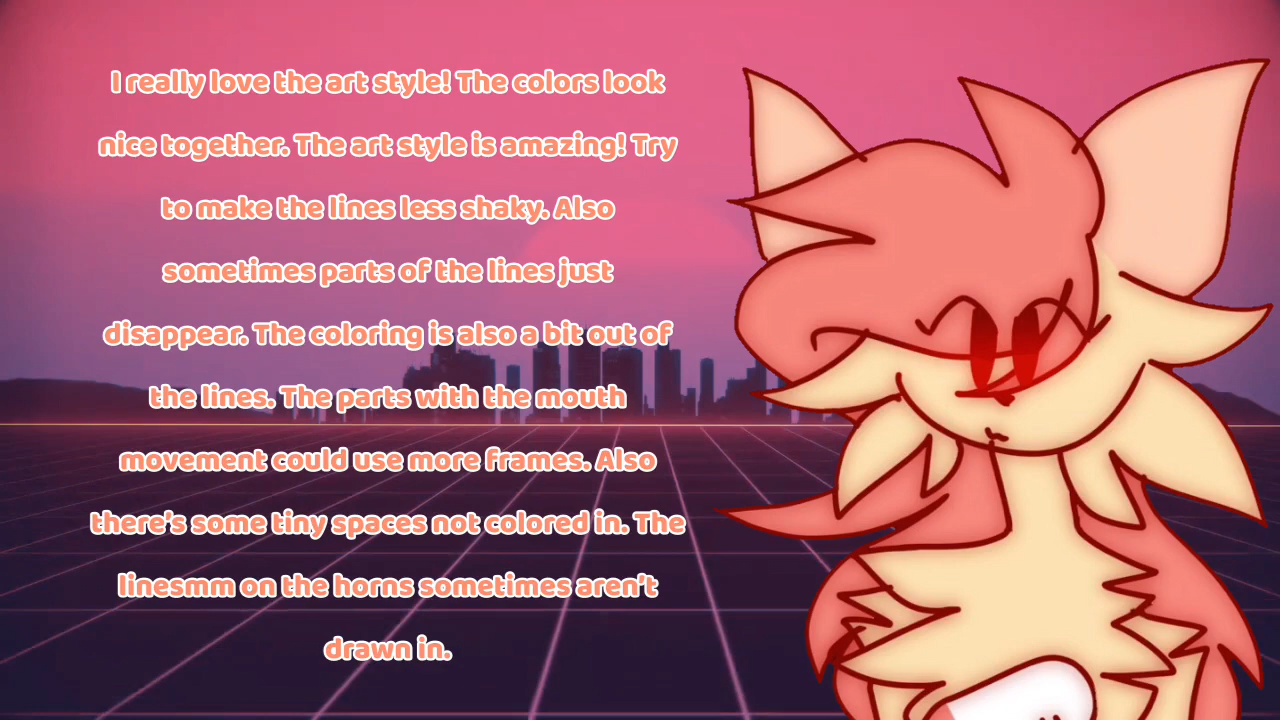 I really love the art style! The colors look
nice together. The art style is amazing! Try
to make the lines less shaky. Also
sometimes parts of the lines just
disappear. The coloring is also a bit out of
the lines. The parts with the mouth
movement could use more frames. Also
there's some tiny spaces not colored in. The
linesmm on the horns sometimes aren't
drawn in.